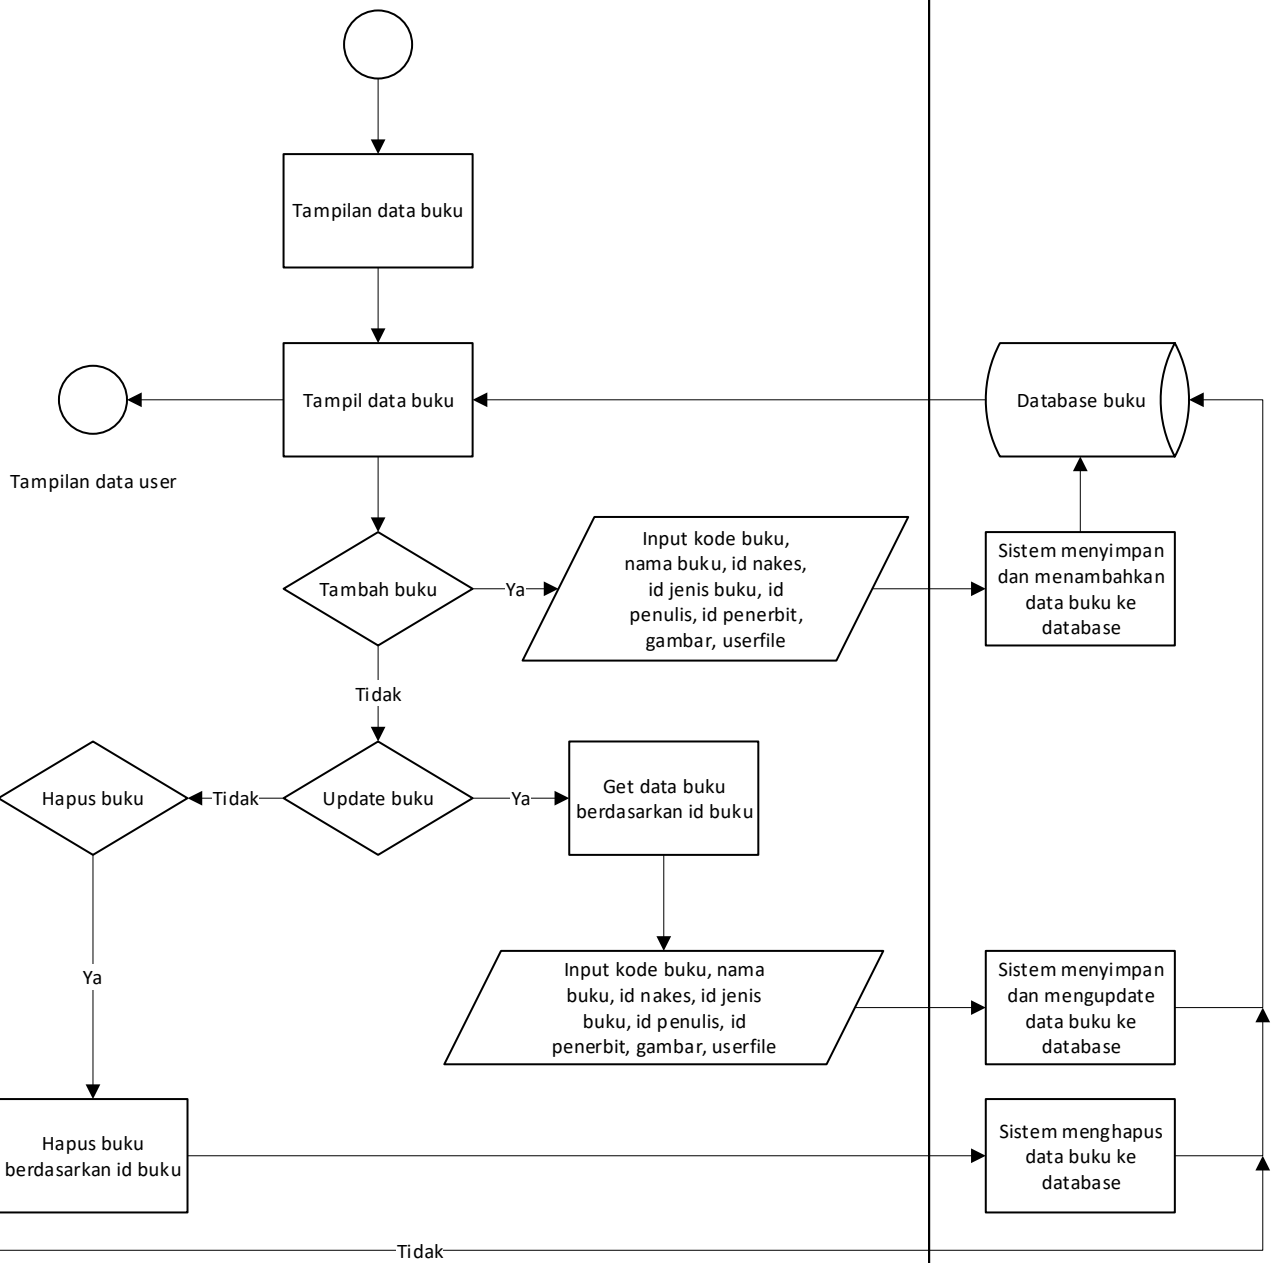 Tampilan data buku
Tampil data buku
Database buku
Tampilan data user
Tambah buku
Ya
Input kode buku,
nama buku, id nakes,
id jenis buku, id
penulis, id penerbit,
gambar, userfile
Sistem menyimpan
dan menambahkan
data buku ke
database
Tidak
Hapus buku
Tidak
Update buku
Ya
Get data buku
berdasarkan id buku
Ya
Input kode buku, nama
buku, id nakes, id jenis
buku, id penulis, id
penerbit, gambar, userfile
Sistem menyimpan
dan mengupdate
data buku ke
database
Hapus buku
berdasarkan id buku
Sistem menghapus
data buku ke
database
Tidak